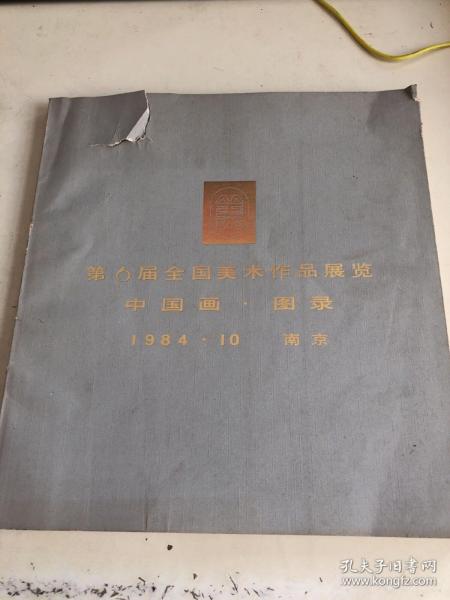 第6届全国美术作品展览
中国画·图录
1984·10 南京
孔夫子旧书网
www.kongfz.com